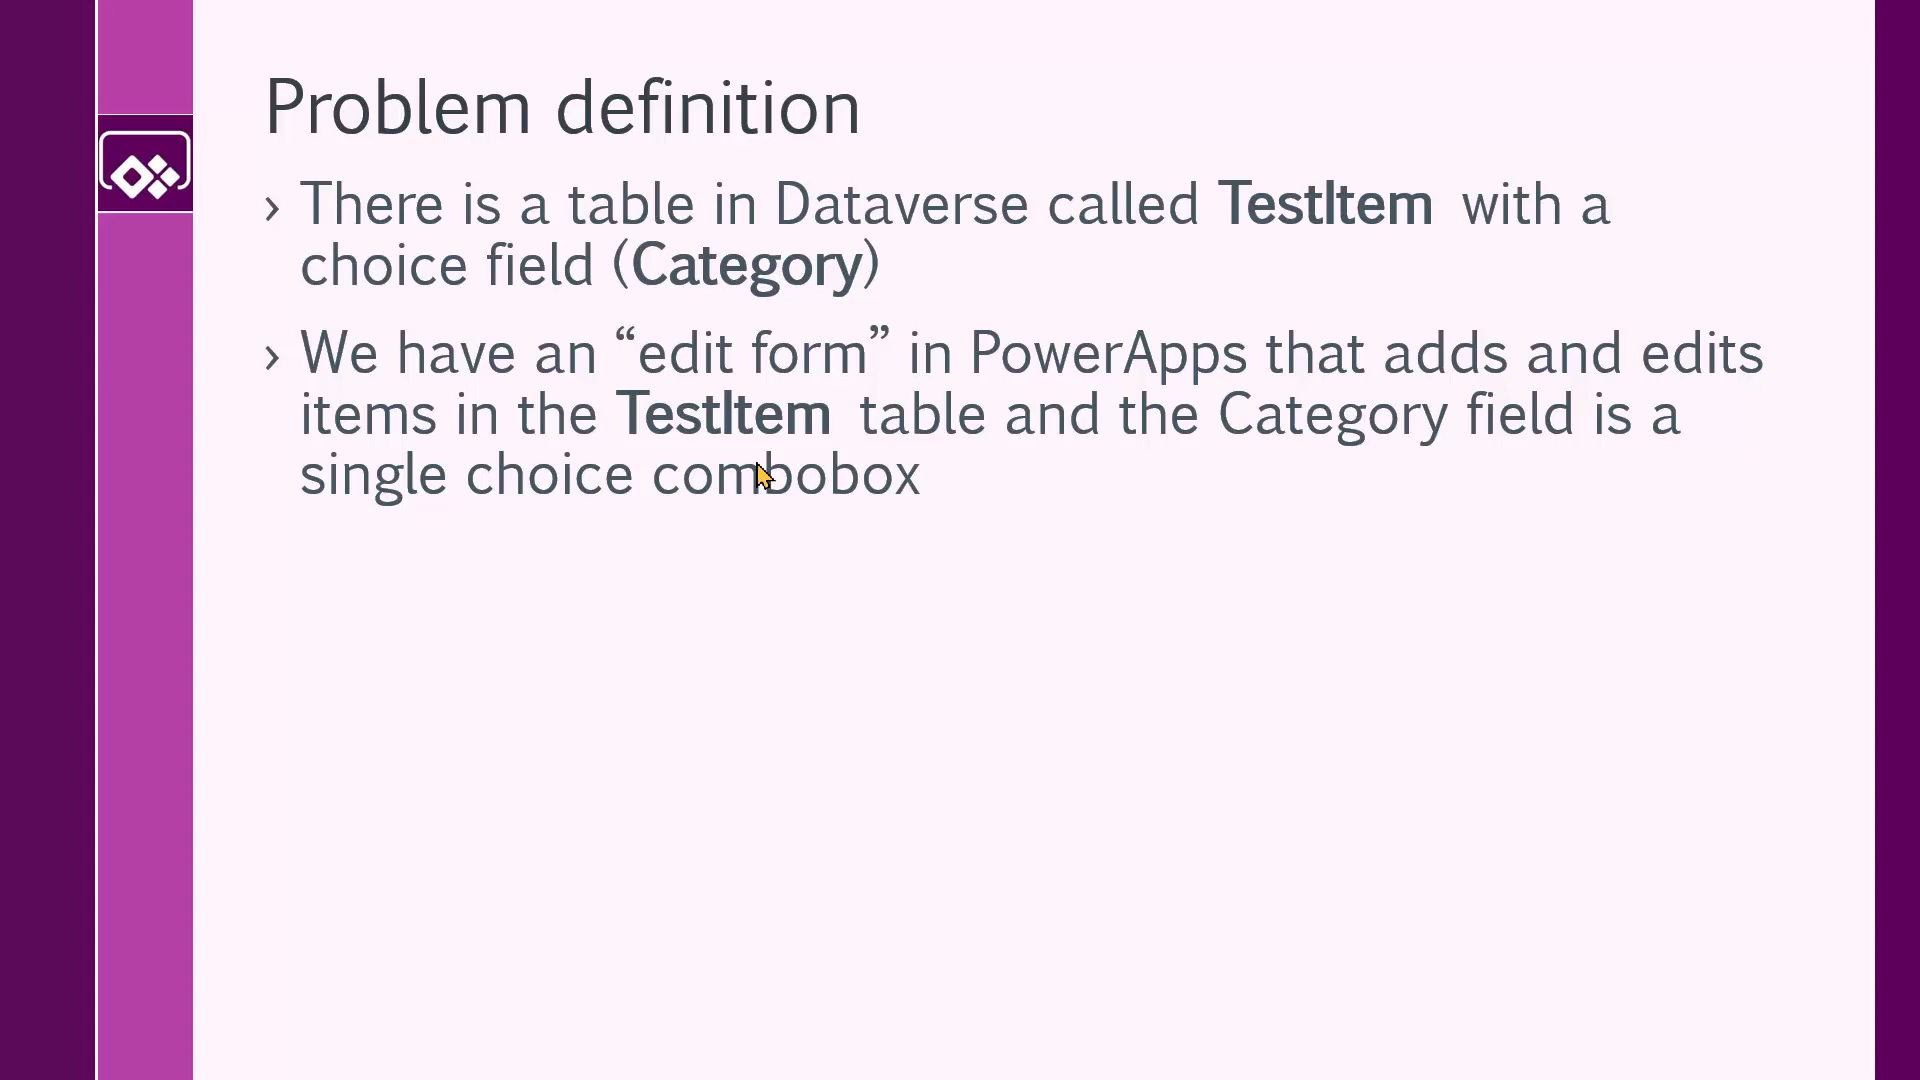 Problem definition
› There is a table in Dataverse called TestItem with a
choice field (Category)
› We have an “edit form” in PowerApps that adds and edits
items in the TestItem table and the Category field is a
single choice combobox